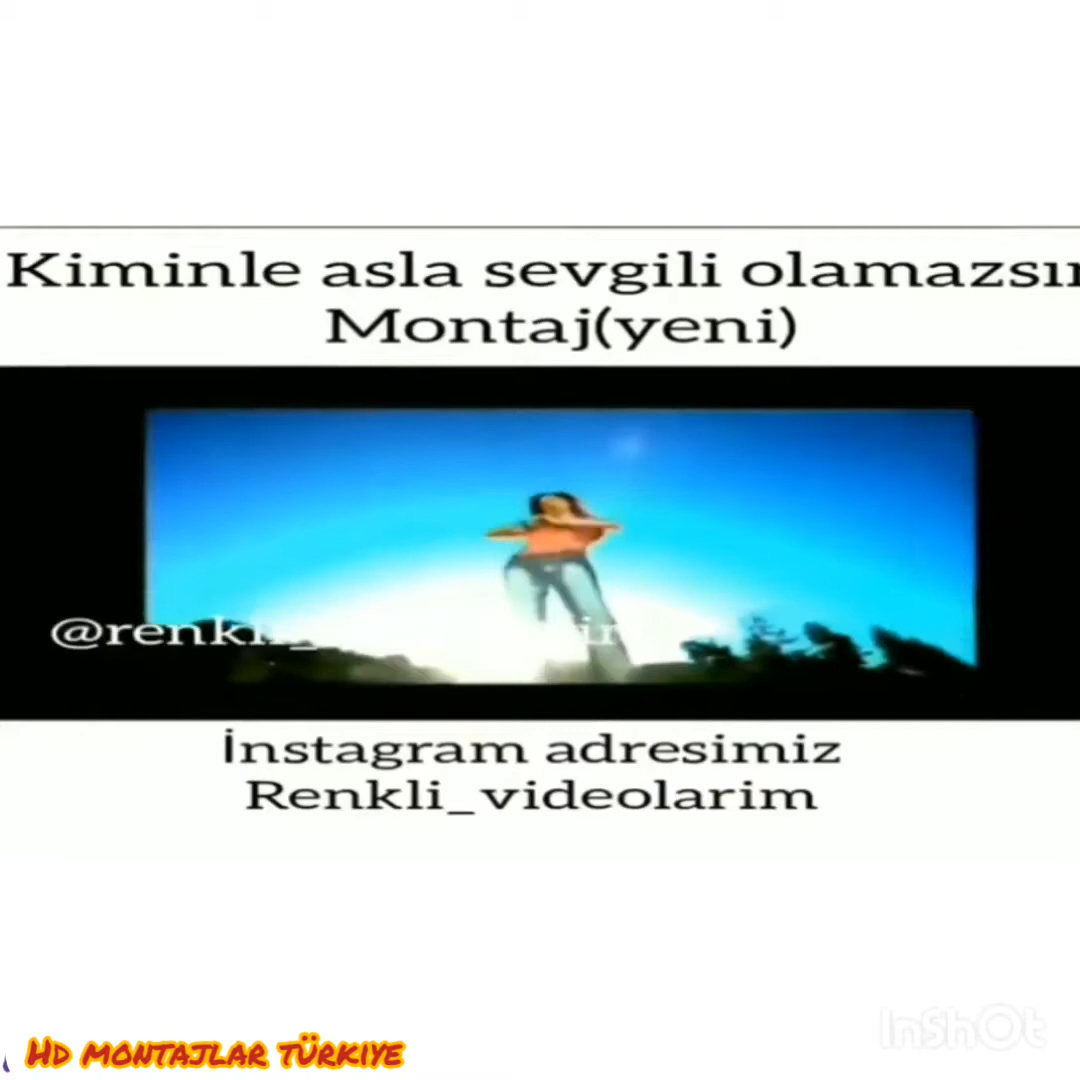 Kiminle asla sevgili olamazsın
Montaj(yeni)
İnstagram adresimiz
Renkli_videolarim
InShOt
HD MONTAJLAR TÜRKIYE